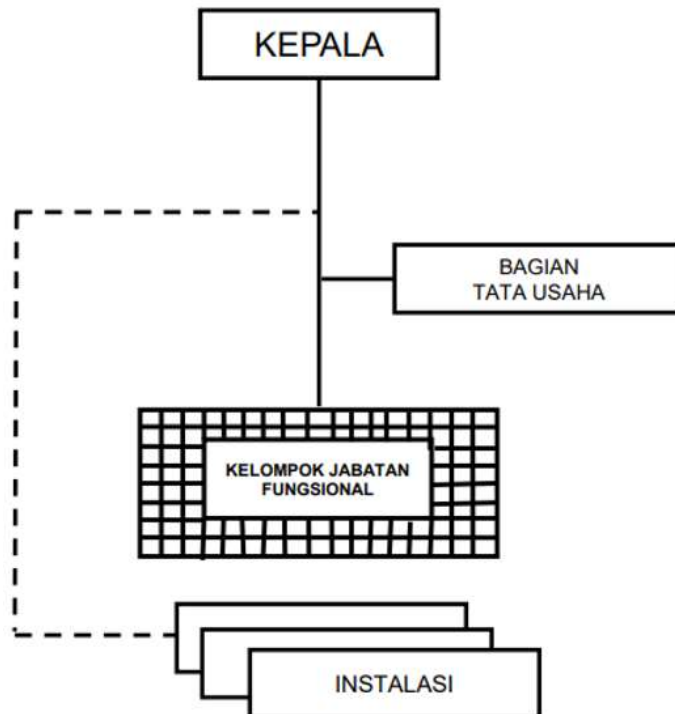 KEPALA
BAGIAN
TATA USAHA
KELOMPOK JABATAN
FUNGSIONAL
INSTALASI